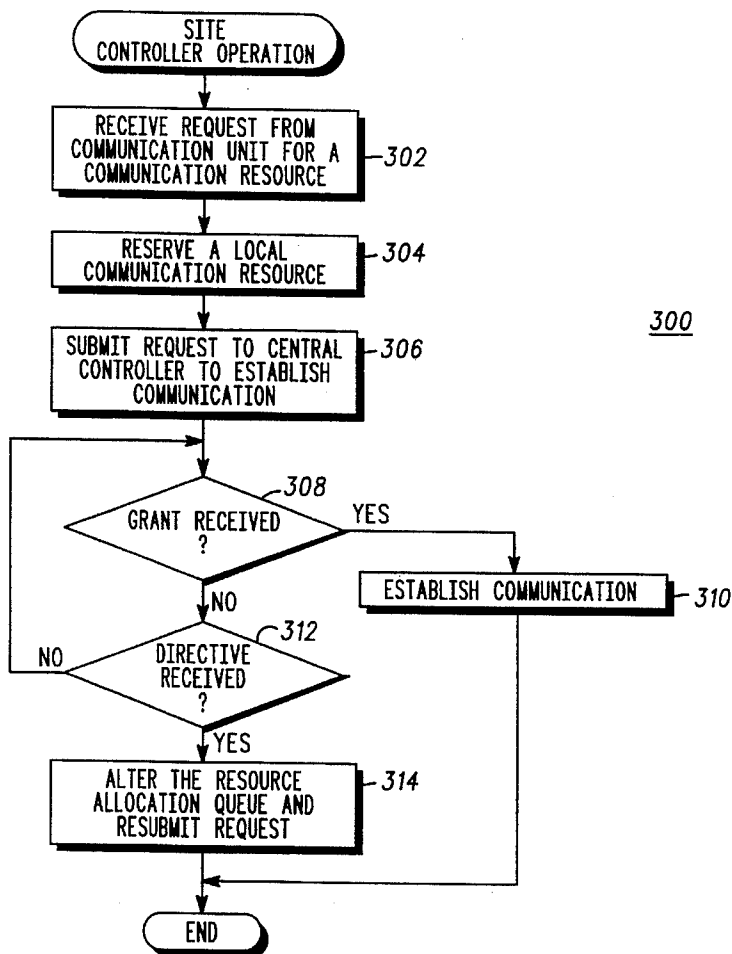 SITE
CONTROLLER OPERATION
RECEIVE REQUEST FROM
COMMUNICATION UNIT FOR A
COMMUNICATION RESOURCE
302
RESERVE A LOCAL
COMMUNICATION RESOURCE
304
300
SUBMIT REQUEST TO CENTRAL
CONTROLLER TO ESTABLISH
COMMUNICATION
306
308
GRANT RECEIVED
?
YES
ESTABLISH COMMUNICATION
310
NO
312
DIRECTIVE
RECEIVED
?
NO
YES
ALTER THE RESOURCE
ALLOCATION QUEUE AND
RESUBMIT REQUEST
314
END